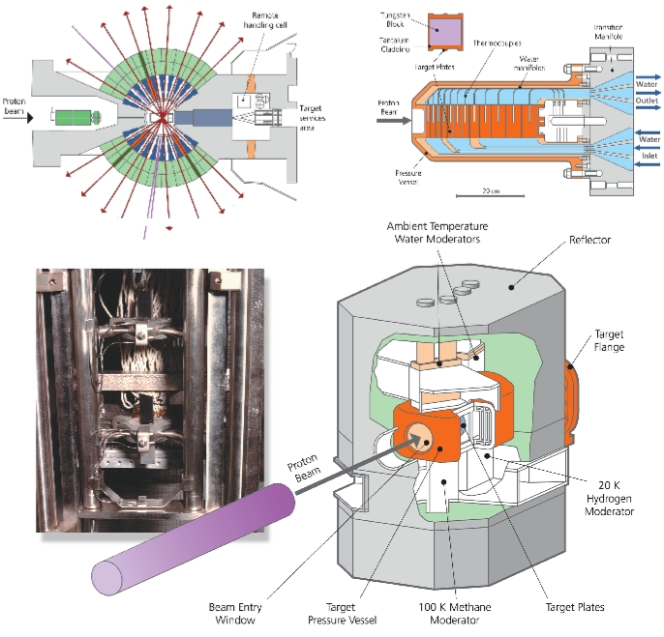 Remote
handling cell
Proton
beam
Target
services
area
Tungsten
Block
Tantalum
Cladding
Target Plates
Thermocouples
Water
manifolds
Transition
Manifold
Proton
Beam
Pressure
Vessel
20 cm
Water
Outlet
Water
Inlet
Ambient Temperature
Water Moderators
Reflector
Target
Flange
Proton
Beam
20 K
Hydrogen
Moderator
Beam Entry
Window
Target
Pressure Vessel
100 K Methane
Moderator
Target Plates